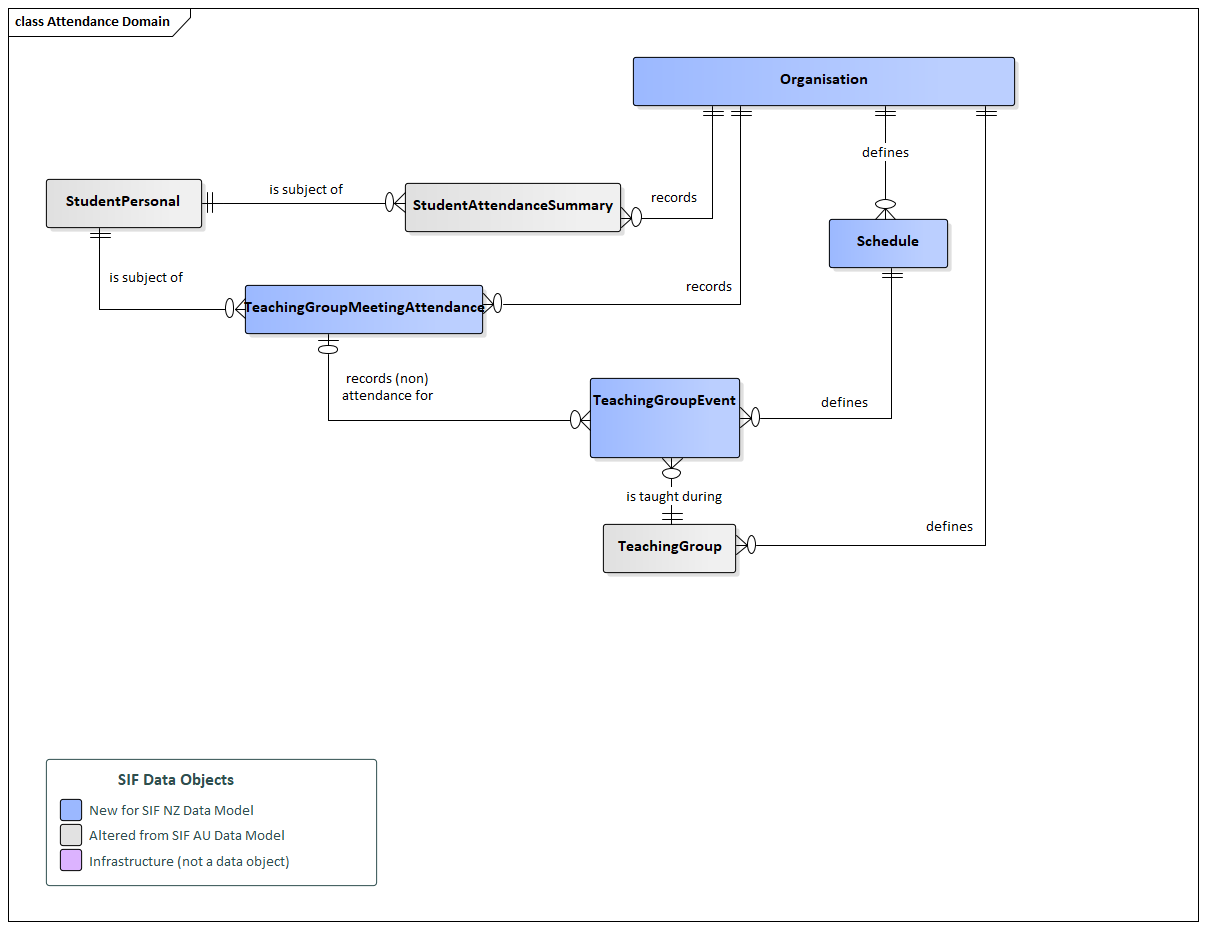 class Attendance Domain
Organisation
defines
StudentPersonal
is subject of
StudentAttendanceSummary
records
Schedule
is subject of
records
TeachingGroupMeetingAttendance
records (non)
attendance for
TeachingGroupEvent
defines
is taught during
defines
TeachingGroup
SIF Data Objects
New for SIF NZ Data Model
Altered from SIF AU Data Model
Infrastructure (not a data object)